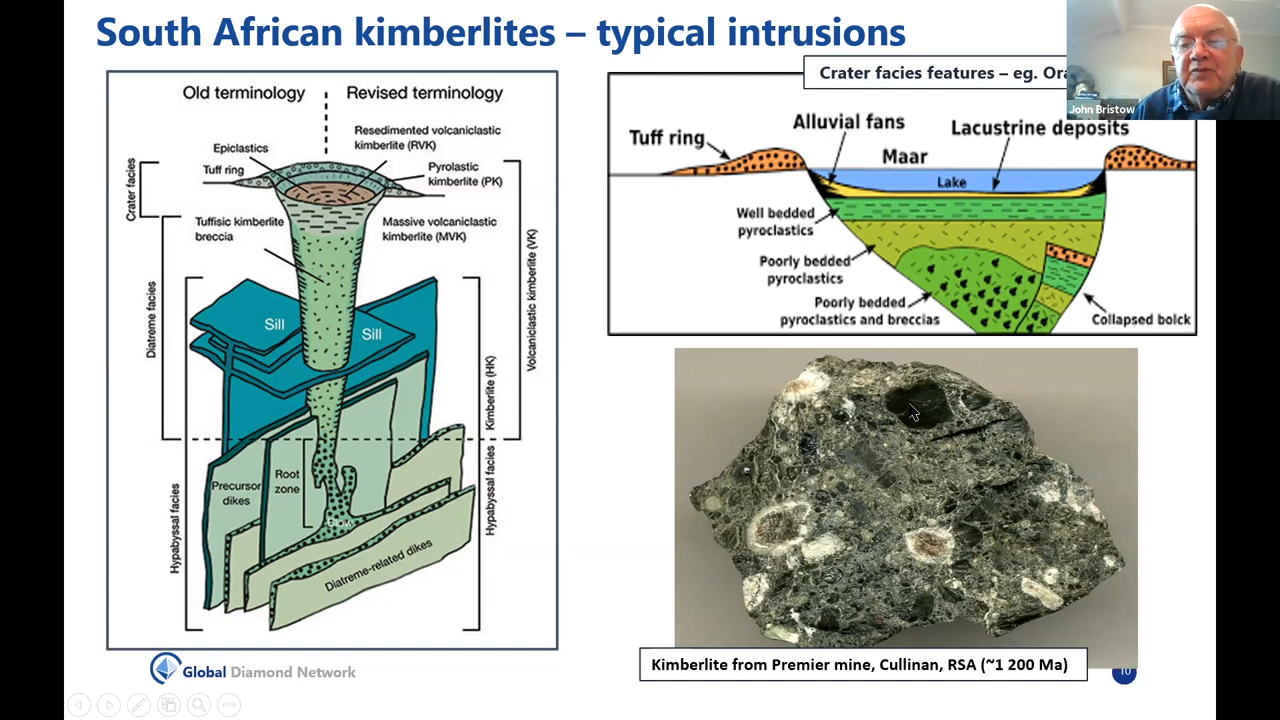 South African kimberlites – typical intrusions
John Bristow
Old terminology
Revised terminology
Resedimented volcaniclastic
kimberlite (RVK)
Epiclastics
Tuff ring
Pyrolastic
kimberlite (PK)
Crater facies
Tuffisic kimberlite
breccia
Massive volcaniclastic
kimberlite (MVK)
Diatreme facies
Volcaniclastic kimberlite (VK)
Sill
Sill
Kimberlite (HK)
Root
zone
Precursor
dikes
Blow
Hypabyssal facies
Hypabyssal facies
Diatreme-related dikes
Crater facies features – eg.
Tuff ring
Alluvial fans
Lacustrine deposits
Maar
Lake
Well bedded
pyroclastics
Poorly bedded
pyroclastics
Poorly bedded
pyroclastics and breccias
Collapsed bolck
Kimberlite from Premier mine, Cullinan, RSA (~1 200 Ma)
Global Diamond Network
10